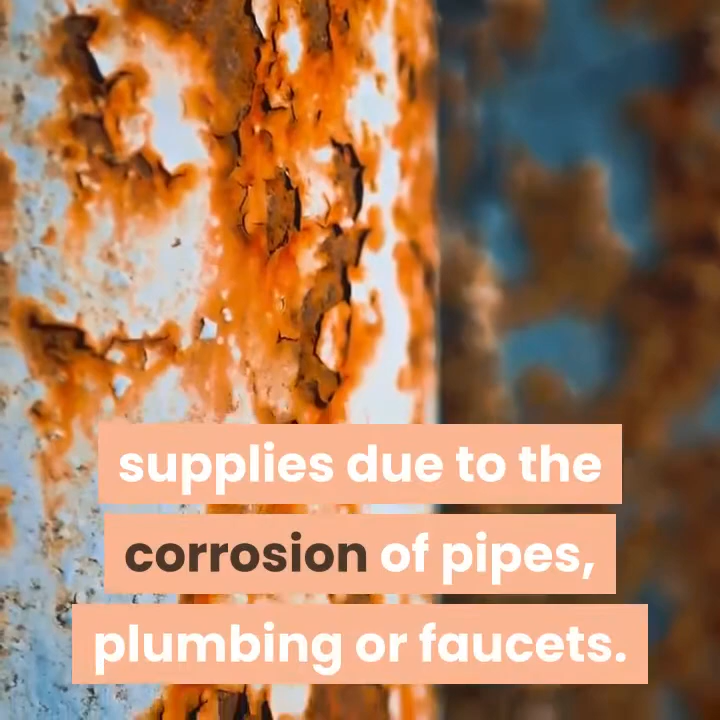 supplies due to the
corrosion of pipes,
plumbing or faucets.